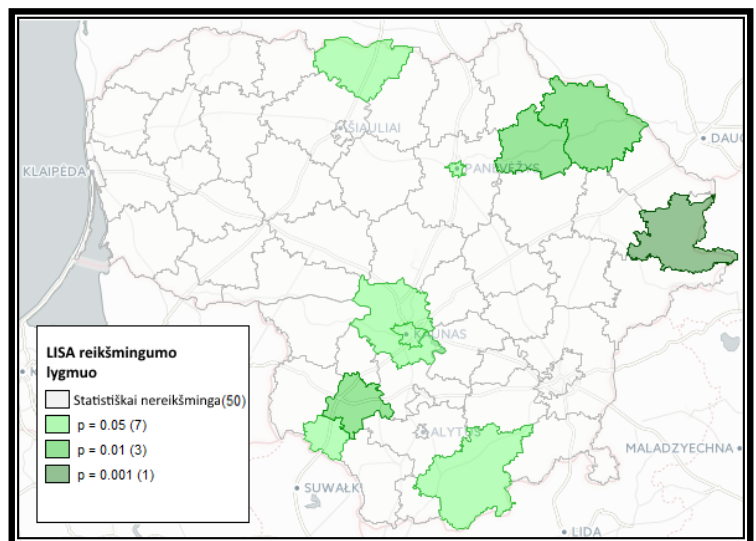 ŠIAULIAI
DAUG
PANEVĖŽYS
KLAIPĖDA
KAUNAS
LISA reikšmingumo
lygmuo
Statistiškai nereikšminga(50)
p = 0.05 (7)
p = 0.01 (3)
p = 0.001 (1)
ALYTUS
MALADZYECHNA
SUWAŁK
LIDA